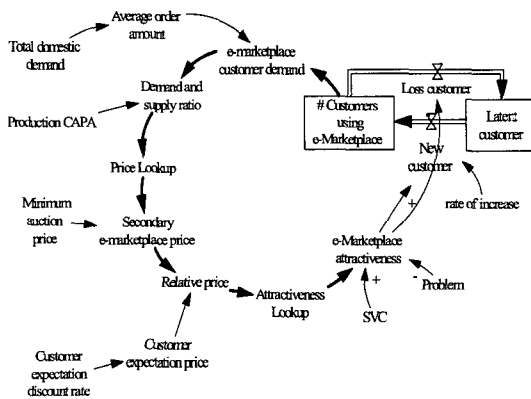 Average order
amount
Total domestic
demand
e-marketplace
customer demand
Loss customer
# Customers
using
e-Marketplace
Demand and
supply ratio
Production CAPA
New
customer
customer
Price Lookup
rate of increase
Minimum
auction
price
Secondary
e-marketplace price
+
e-Marketplace
attractiveness
Relative price
Attractiveness
Lookup
+
-
Problem
SVC
Customer
expectation price
Customer
expectation
discount rate